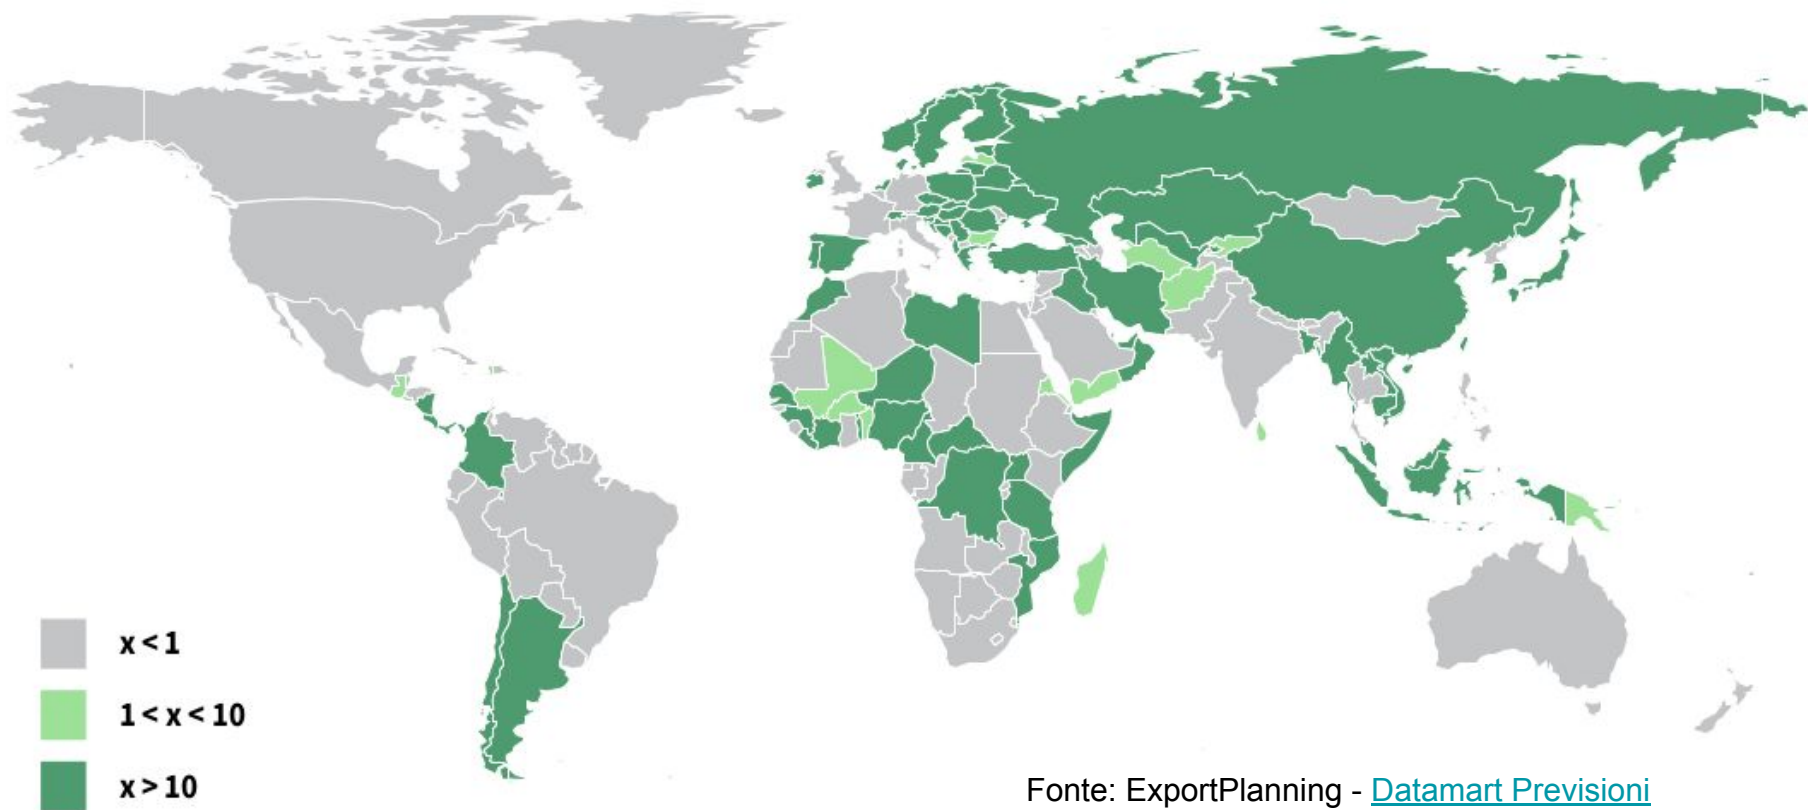 x < 1
1 < x < 10
x > 10
Fonte: ExportPlanning - Datamart Previsioni